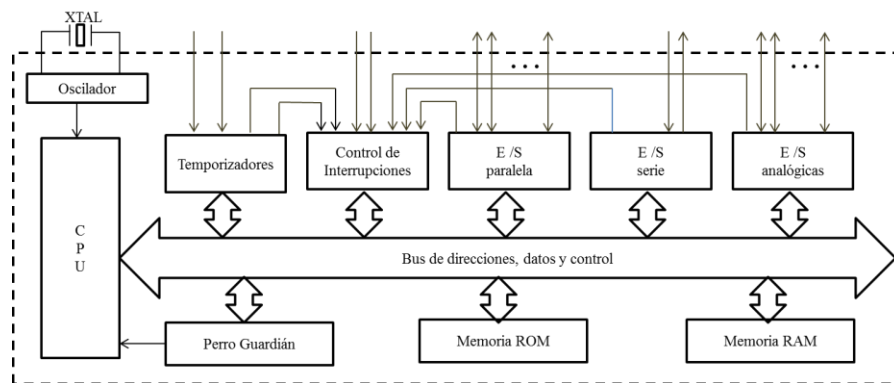 XTAL
Oscilador
Temporizadores
Control de
Interrupciones
E /S
paralela
E /S
serie
E /S
analógicas
C
P
U
Bus de direcciones, datos y control
Perro Guardián
Memoria ROM
Memoria RAM